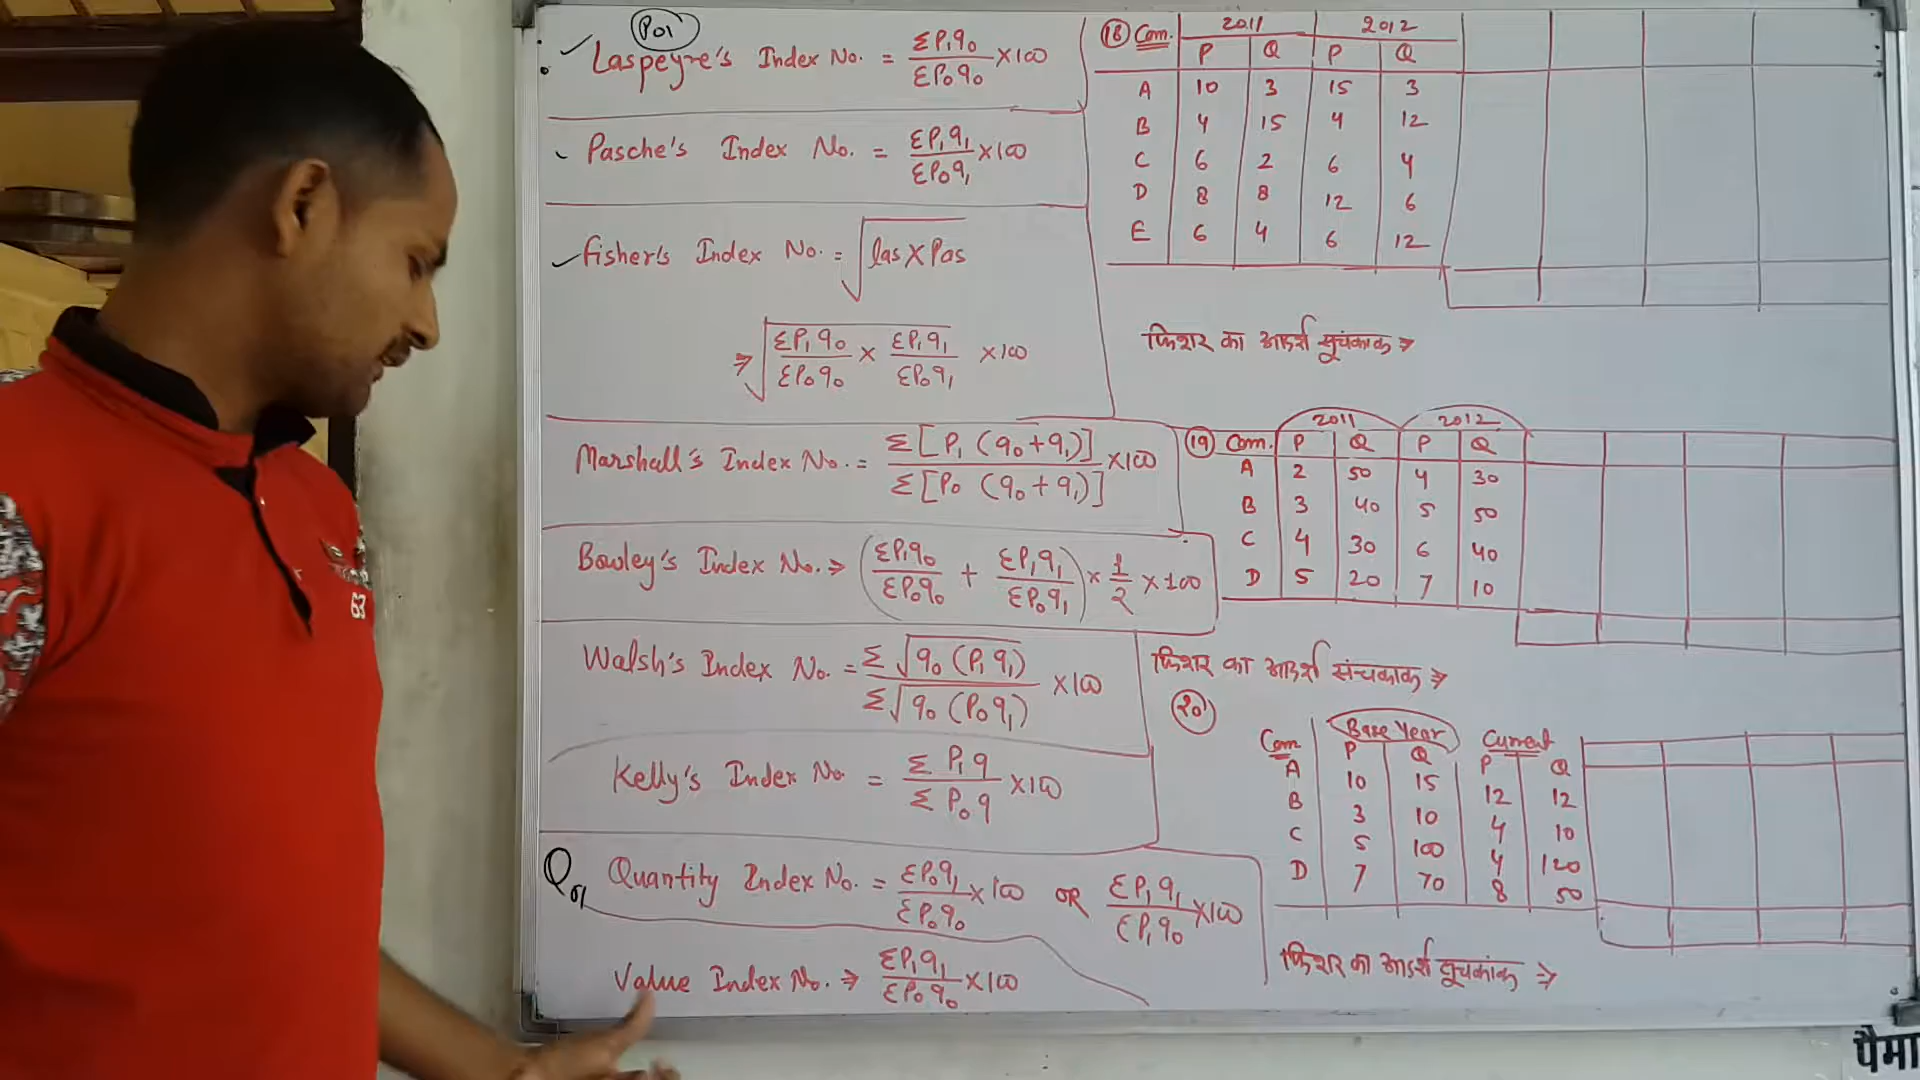 P01
Laspeyre's Index No. = ΣP₁q₀ / ΣP₀q₀ ×100
Pasche's Index No. = ΣP₁q₁ / ΣP₀q₁ ×100
fisher's Index No. = √las×Pas
⇒ √ΣP₁q₀ / ΣP₀q₀ × ΣP₁q₁ / ΣP₀q₁ ×100
Marshall's Index No. = Σ[P₁ (q₀+q₁)] / Σ[P₀ (q₀+q₁)] ×100
Bowley's Index No. ⇒ (ΣP₁q₀ / ΣP₀q₀ + ΣP₁q₁ / ΣP₀q₁) × 1/2 × 100
Walsh's Index No. = Σ√q₀(P₁q₁) / Σ√q₀(P₀q₁) ×100
Kelly's Index No. = ΣP₁q / ΣP₀q ×100
Q01 Quantity Index No. = ΣP₀q₁ / ΣP₀q₀ ×100 OR ΣP₁q₁ / ΣP₁q₀ ×100
Value Index No. ⇒ ΣP₁q₁ / ΣP₀q₀ ×100
18 Com. 2011 2012
P Q P Q
A 10 3 15 3
B 4 15 4 12
C 6 2 6 4
D 8 8 12 6
E 6 4 6 12
फिशर का आदर्श सूचकाक ⇒
2011 2012
19 Com. P Q P Q
A 2 50 4 30
B 3 40 5 50
C 4 30 6 40
D 5 20 7 10
फिशर का आदर्श संचकाक ⇒
20
Com Base Year Current
P Q P Q
A 10 15 12 12
B 3 10 4 10
C 5 100 4 120
D 7 70 8 50
फिशर का आदर्श सूचकांक ⇒
63
पैमा